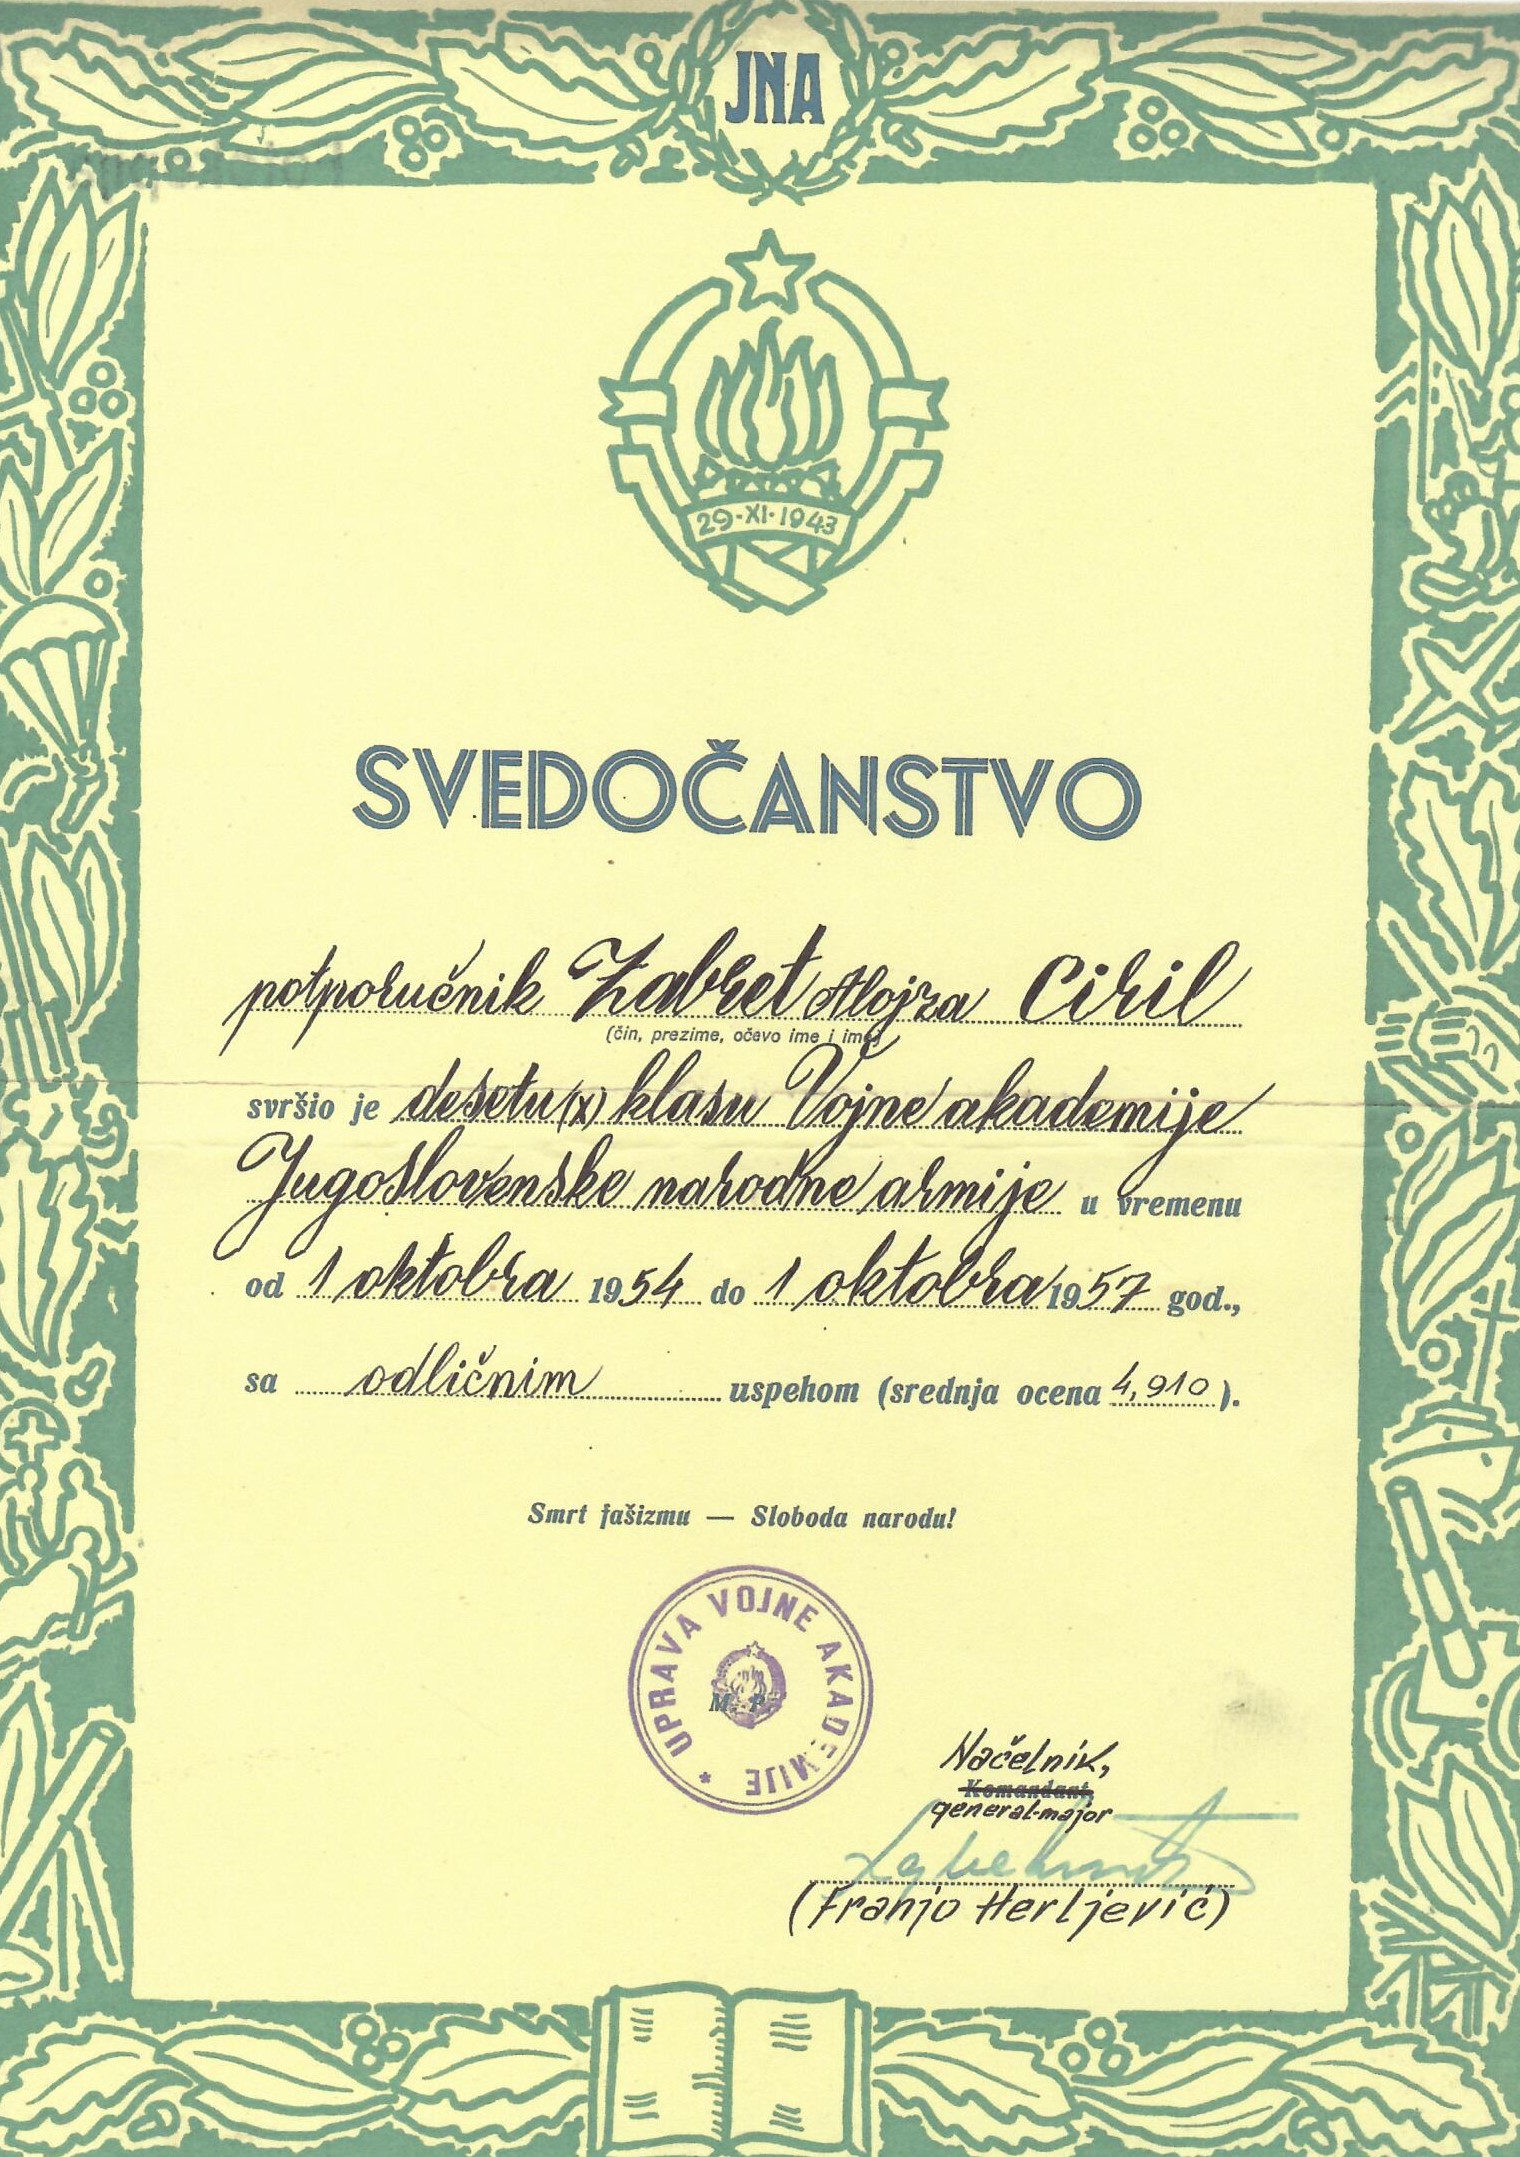 JNA
29·XI·1943
SVEDOČANSTVO
potporučnik Zabret Alojza Ciril
(čin, prezime, očevo ime i ime)
svršio je desetu (X) klasu Vojne akademije
Jugoslovenske narodne armije u vremenu
od 1 oktobra 1954 do 1 oktobra 1957 god.,
sa odličnim uspehom (srednja ocena 4,910).
Smrt fašizmu — Sloboda narodu!
UPRAVA VOJNE AKADEMIJE *
M. P.
Načelnik,
Komandant,
general-major
(Franjo Herljević)